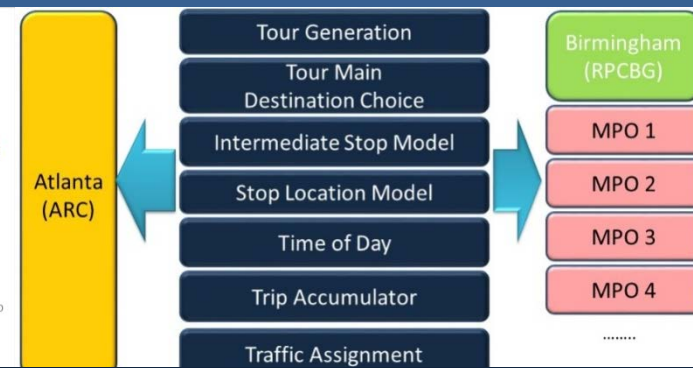 Atlanta
(ARC)
Tour Generation
Tour Main
Destination Choice
Intermediate Stop Model
Stop Location Model
Time of Day
Trip Accumulator
Traffic Assignment
Birmingham
(RPCBG)
MPO 1
MPO 2
MPO 3
MPO 4
........